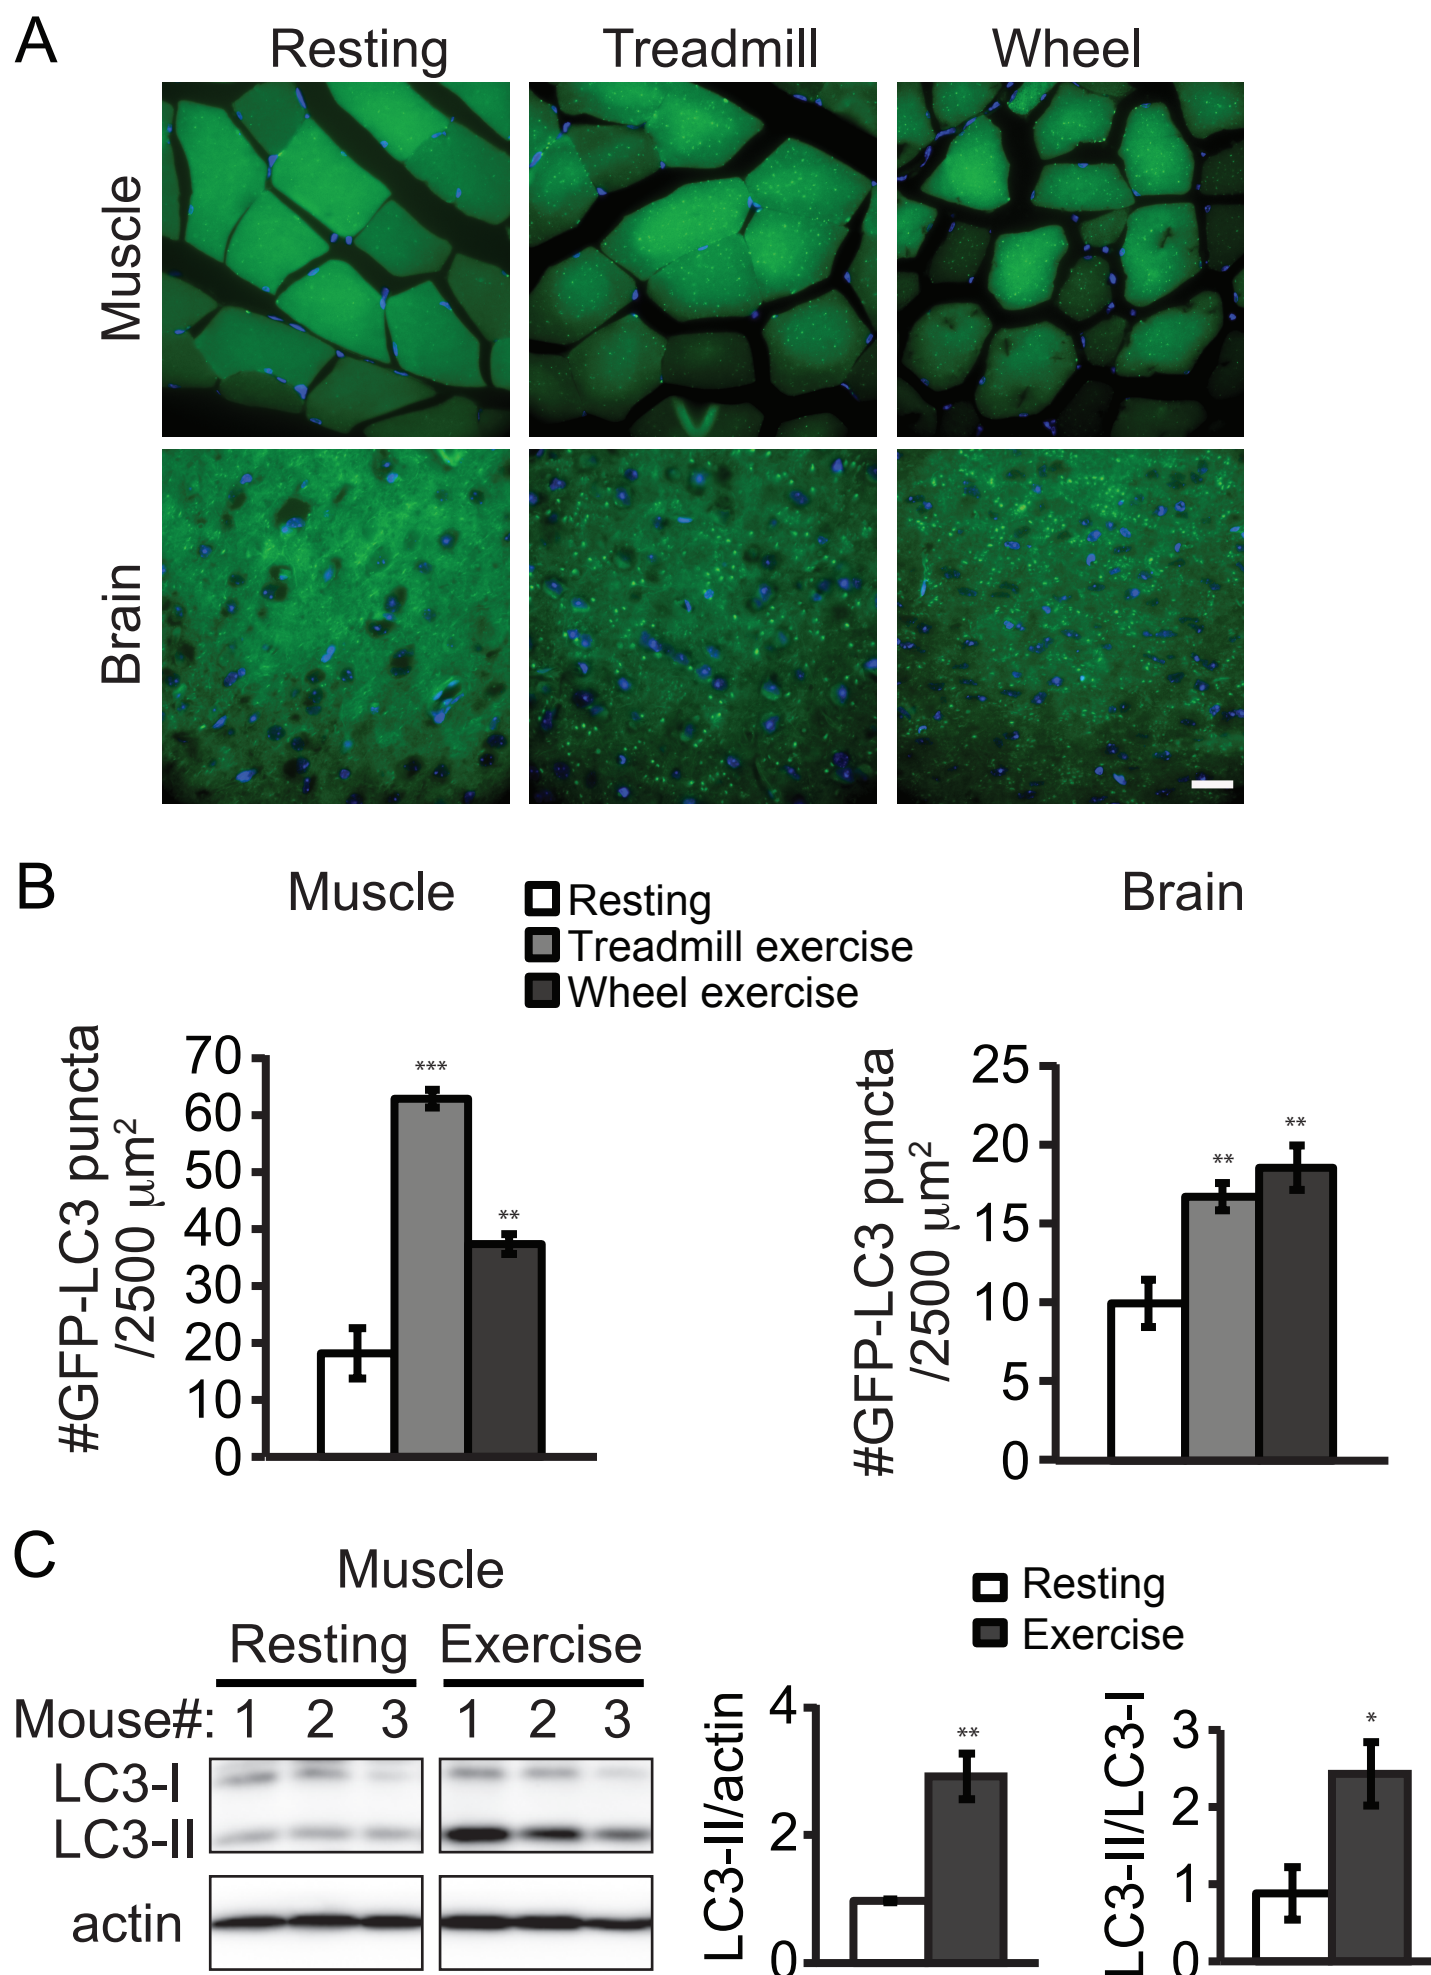 A
Resting
Treadmill
Wheel
Muscle
Brain
B
Muscle
Resting
Treadmill exercise
Wheel exercise
Brain
#GFP-LC3 puncta
/2500 μm²
70
60
50
40
30
20
10
0
***
**
#GFP-LC3 puncta
/2500 μm²
25
20
15
10
5
0
**
**
C
Muscle
Resting
Exercise
Mouse#: 1 2 3 1 2 3
LC3-I
LC3-II
actin
Resting
Exercise
LC3-II/actin
4
2
0
**
LC3-II/LC3-I
3
2
1
0
*